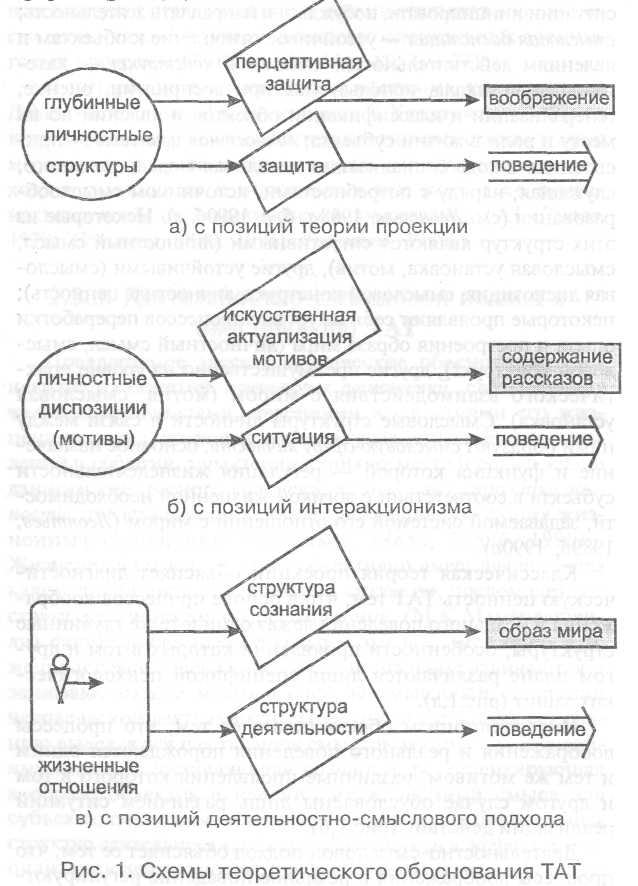 перцептивная
защита
глубинные
личностные
структуры
воображение
защита
поведение
а) с позиций теории проекции
искусственная
актуализация
мотивов
личностные
диспозиций
(мотивы)
содержание
рассказов
ситуация
поведение
б) с позиций интеракционизма
структура
сознания
образ мира
структура
деятельности
поведение
жизненные
отношения
в) с позиций деятельностно-смыслового подхода
Рис. 1. Схемы теоретического обоснования ТАТ